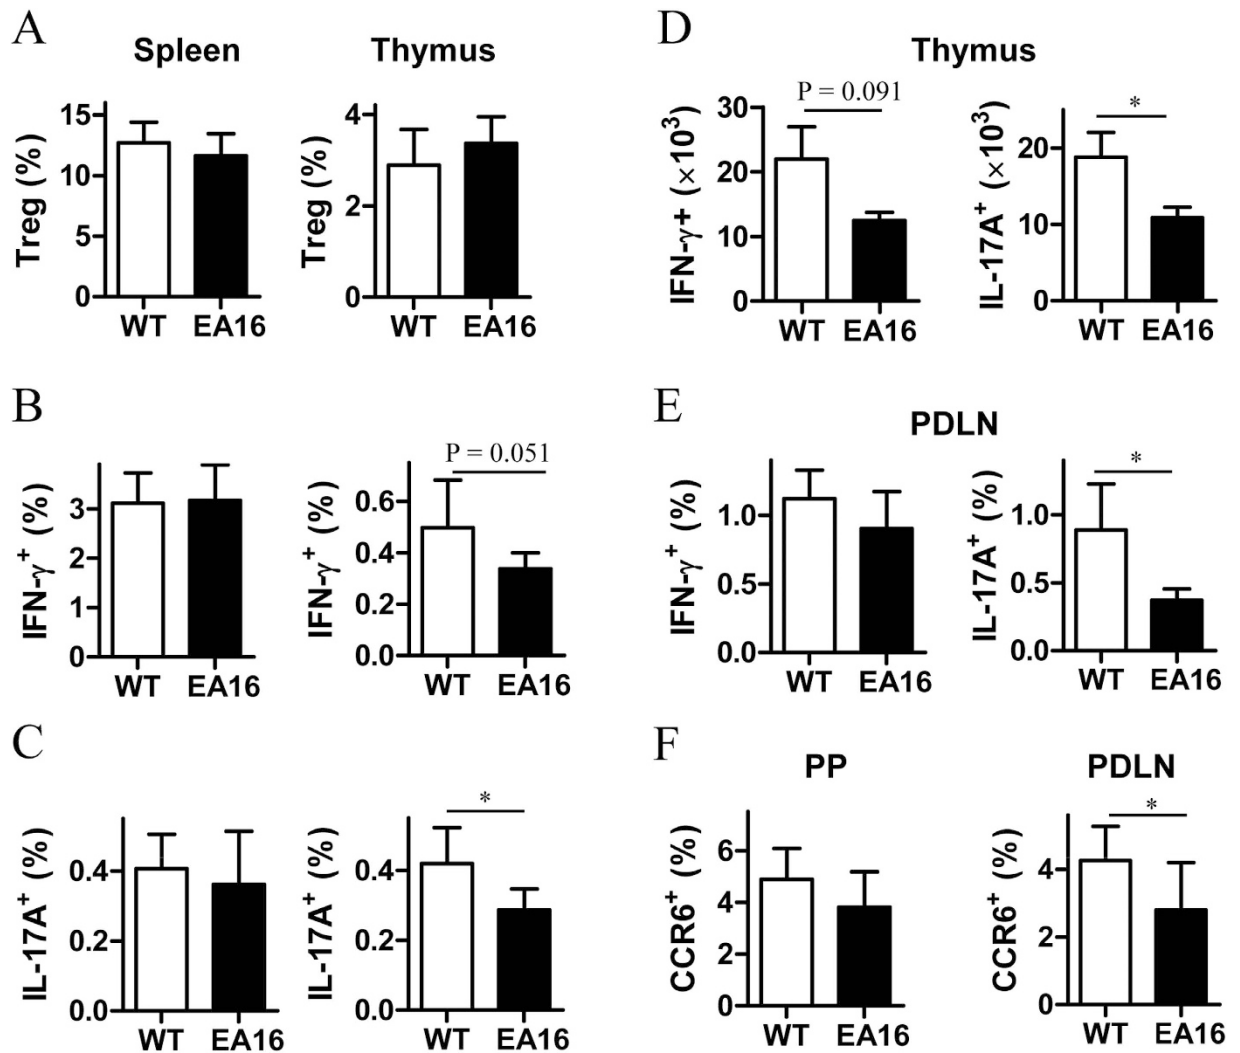 A
Spleen
Thymus
Treg (%)
15
10
5
0
WT EA16
Treg (%)
4
2
0
WT EA16
B
IFN-γ⁺ (%)
3
2
1
0
WT EA16
P = 0.051
IFN-γ⁺ (%)
0.6
0.4
0.2
0.0
WT EA16
C
IL-17A⁺ (%)
0.4
0.2
0.0
WT EA16
*
IL-17A⁺ (%)
0.4
0.2
0.0
WT EA16
D
Thymus
P = 0.091
IFN-γ+ (×10³)
30
20
10
0
WT EA16
*
IL-17A⁺ (×10³)
20
10
0
WT EA16
E
PDLN
IFN-γ⁺ (%)
1.0
0.5
0.0
WT EA16
*
IL-17A⁺ (%)
1.0
0.5
0.0
WT EA16
F
PP
CCR6⁺ (%)
6
4
2
0
WT EA16
PDLN
*
CCR6⁺ (%)
4
2
0
WT EA16